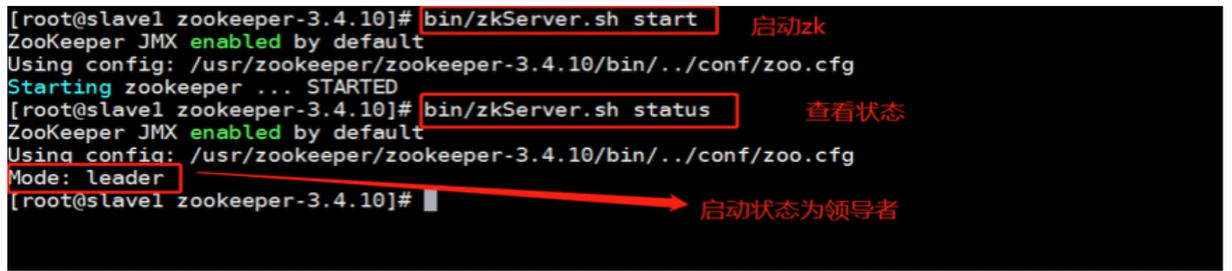 [root@slave1 zookeeper-3.4.10]# bin/zkServer.sh start 启动zk
ZooKeeper JMX enabled by default
Using config: /usr/zookeeper/zookeeper-3.4.10/bin/../conf/zoo.cfg
Starting zookeeper ... STARTED
[root@slave1 zookeeper-3.4.10]# bin/zkServer.sh status 查看状态
ZooKeeper JMX enabled by default
Using config: /usr/zookeeper/zookeeper-3.4.10/bin/../conf/zoo.cfg
Mode: leader
[root@slave1 zookeeper-3.4.10]# 启动状态为领导者